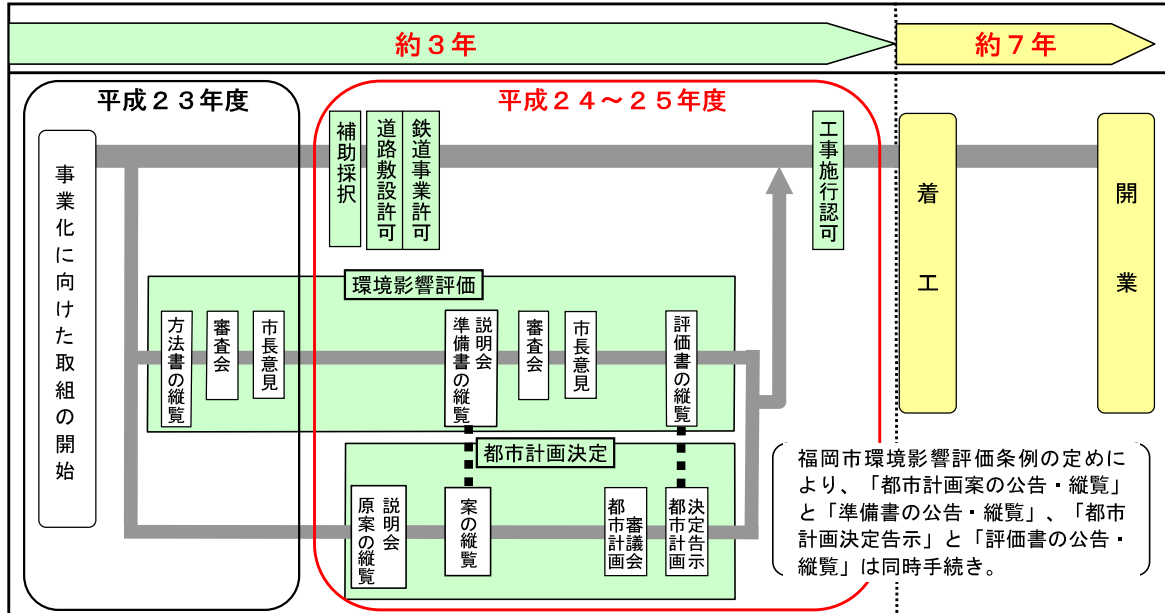 約３年
約７年
平成２３年度
平成２４～２５年度
事業化に向けた取組の開始
補助採択
道路敷設許可
鉄道事業許可
工事施行認可
着工
開業
環境影響評価
方法書の縦覧
審査会
市長意見
説明会
準備書の縦覧
審査会
市長意見
評価書の縦覧
都市計画決定
説明会
原案の縦覧
案の縦覧
都市計画
審議会
都市計画
決定告示
福岡市環境影響評価条例の定めに
より、「都市計画案の公告・縦覧」
と「準備書の公告・縦覧」、「都市
計画決定告示」と「評価書の公告・
縦覧」は同時手続き。